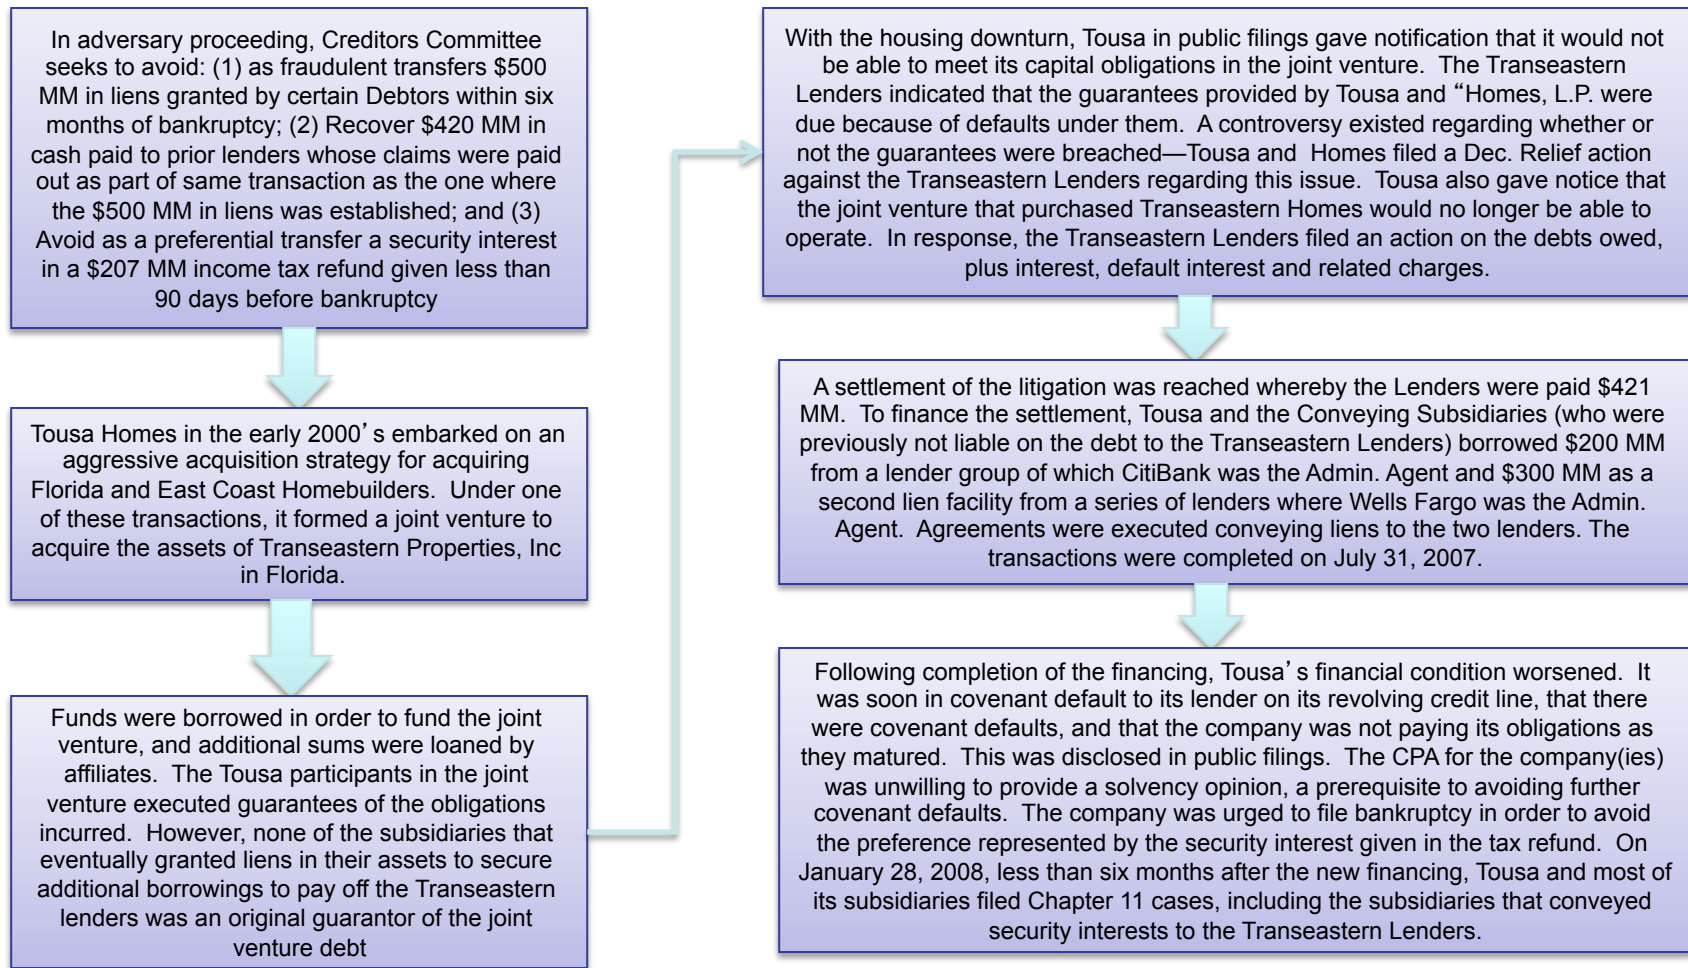 In adversary proceeding, Creditors Committee
seeks to avoid: (1) as fraudulent transfers $500
MM in liens granted by certain Debtors within six
months of bankruptcy; (2) Recover $420 MM in
cash paid to prior lenders whose claims were paid
out as part of same transaction as the one where
the $500 MM in liens was established; and (3)
Avoid as a preferential transfer a security interest
in a $207 MM income tax refund given less than
90 days before bankruptcy
Tousa Homes in the early 2000’s embarked on an
aggressive acquisition strategy for acquiring
Florida and East Coast Homebuilders.  Under one
of these transactions, it formed a joint venture to
acquire the assets of Transeastern Properties, Inc
in Florida.
Funds were borrowed in order to fund the joint
venture, and additional sums were loaned by
affiliates.  The Tousa participants in the joint
venture executed guarantees of the obligations
incurred.  However, none of the subsidiaries that
eventually granted liens in their assets to secure
additional borrowings to pay off the Transeastern
lenders was an original guarantor of the joint
venture debt
With the housing downturn, Tousa in public filings gave notification that it would not
be able to meet its capital obligations in the joint venture.  The Transeastern
Lenders indicated that the guarantees provided by Tousa and “Homes, L.P. were
due because of defaults under them.  A controversy existed regarding whether or
not the guarantees were breached—Tousa and  Homes filed a Dec. Relief action
against the Transeastern Lenders regarding this issue.  Tousa also gave notice that
the joint venture that purchased Transeastern Homes would no longer be able to
operate.  In response, the Transeastern Lenders filed an action on the debts owed,
plus interest, default interest and related charges.
A settlement of the litigation was reached whereby the Lenders were paid $421
MM.  To finance the settlement, Tousa and the Conveying Subsidiaries (who were
previously not liable on the debt to the Transeastern Lenders) borrowed $200 MM
from a lender group of which CitiBank was the Admin. Agent and $300 MM as a
second lien facility from a series of lenders where Wells Fargo was the Admin.
Agent.  Agreements were executed conveying liens to the two lenders. The
transactions were completed on July 31, 2007.
Following completion of the financing, Tousa’s financial condition worsened.  It
was soon in covenant default to its lender on its revolving credit line, that there
were covenant defaults, and that the company was not paying its obligations as
they matured.  This was disclosed in public filings.  The CPA for the company(ies)
was unwilling to provide a solvency opinion, a prerequisite to avoiding further
covenant defaults.  The company was urged to file bankruptcy in order to avoid
the preference represented by the security interest given in the tax refund.  On
January 28, 2008, less than six months after the new financing, Tousa and most of
its subsidiaries filed Chapter 11 cases, including the subsidiaries that conveyed
security interests to the Transeastern Lenders.